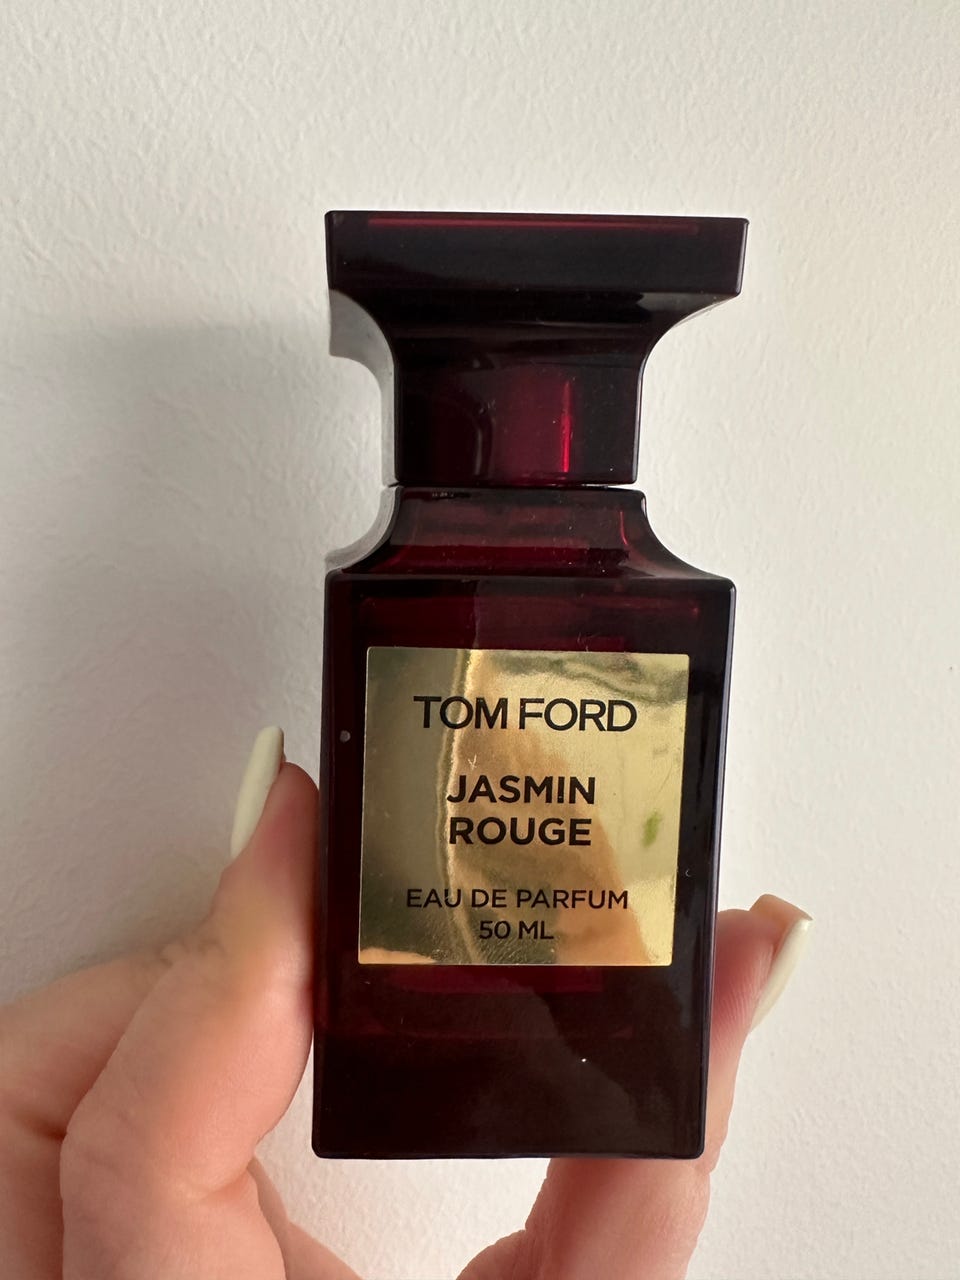 TOM FORD
JASMIN
ROUGE
EAU DE PARFUM
50 ML